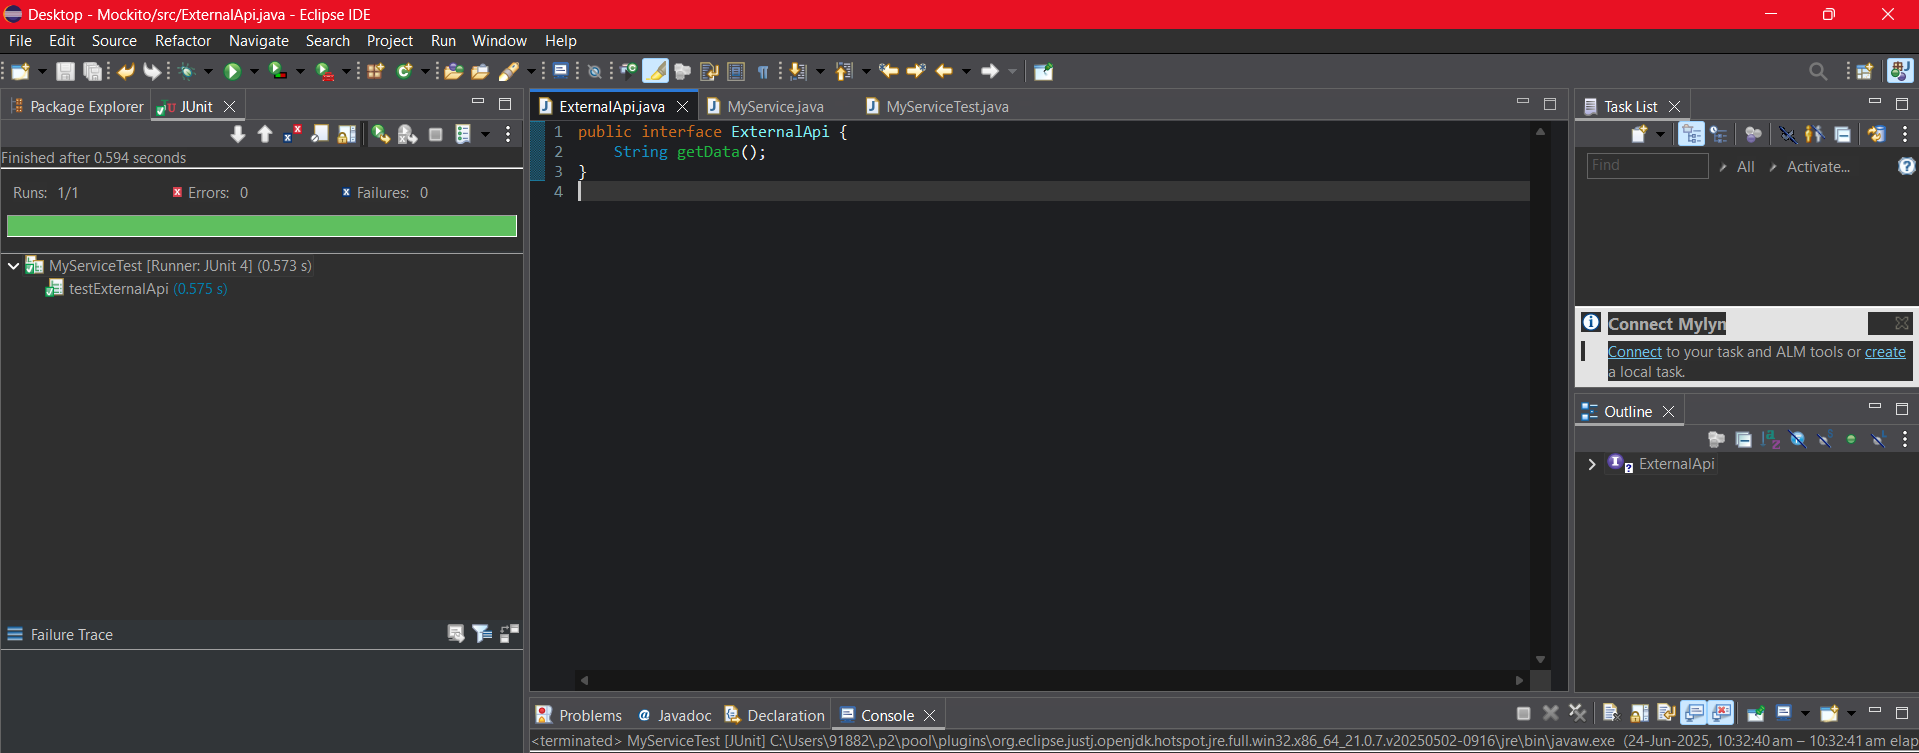 Desktop - Mockito/src/ExternalApi.java - Eclipse IDE
File Edit Source Refactor Navigate Search Project Run Window Help
Package Explorer JUnit
Finished after 0.594 seconds
Runs: 1/1 Errors: 0 Failures: 0
MyServiceTest [Runner: JUnit 4] (0.573 s)
testExternalApi (0.575 s)
Failure Trace
ExternalApi.java MyService.java MyServiceTest.java
1 public interface ExternalApi {
2 String getData();
3 }
4
Problems Javadoc Declaration Console
<terminated> MyServiceTest [JUnit] C:\Users\91882\.p2\pool\plugins\org.eclipse.justj.openjdk.hotspot.jre.full.win32.x86_64_21.0.7.v20250502-0916\jre\bin\javaw.exe (24-Jun-2025, 10:32:40 am – 10:32:41 am elap
Task List
Find All Activate...
Connect Mylyn
Connect to your task and ALM tools or create
a local task.
Outline
ExternalApi